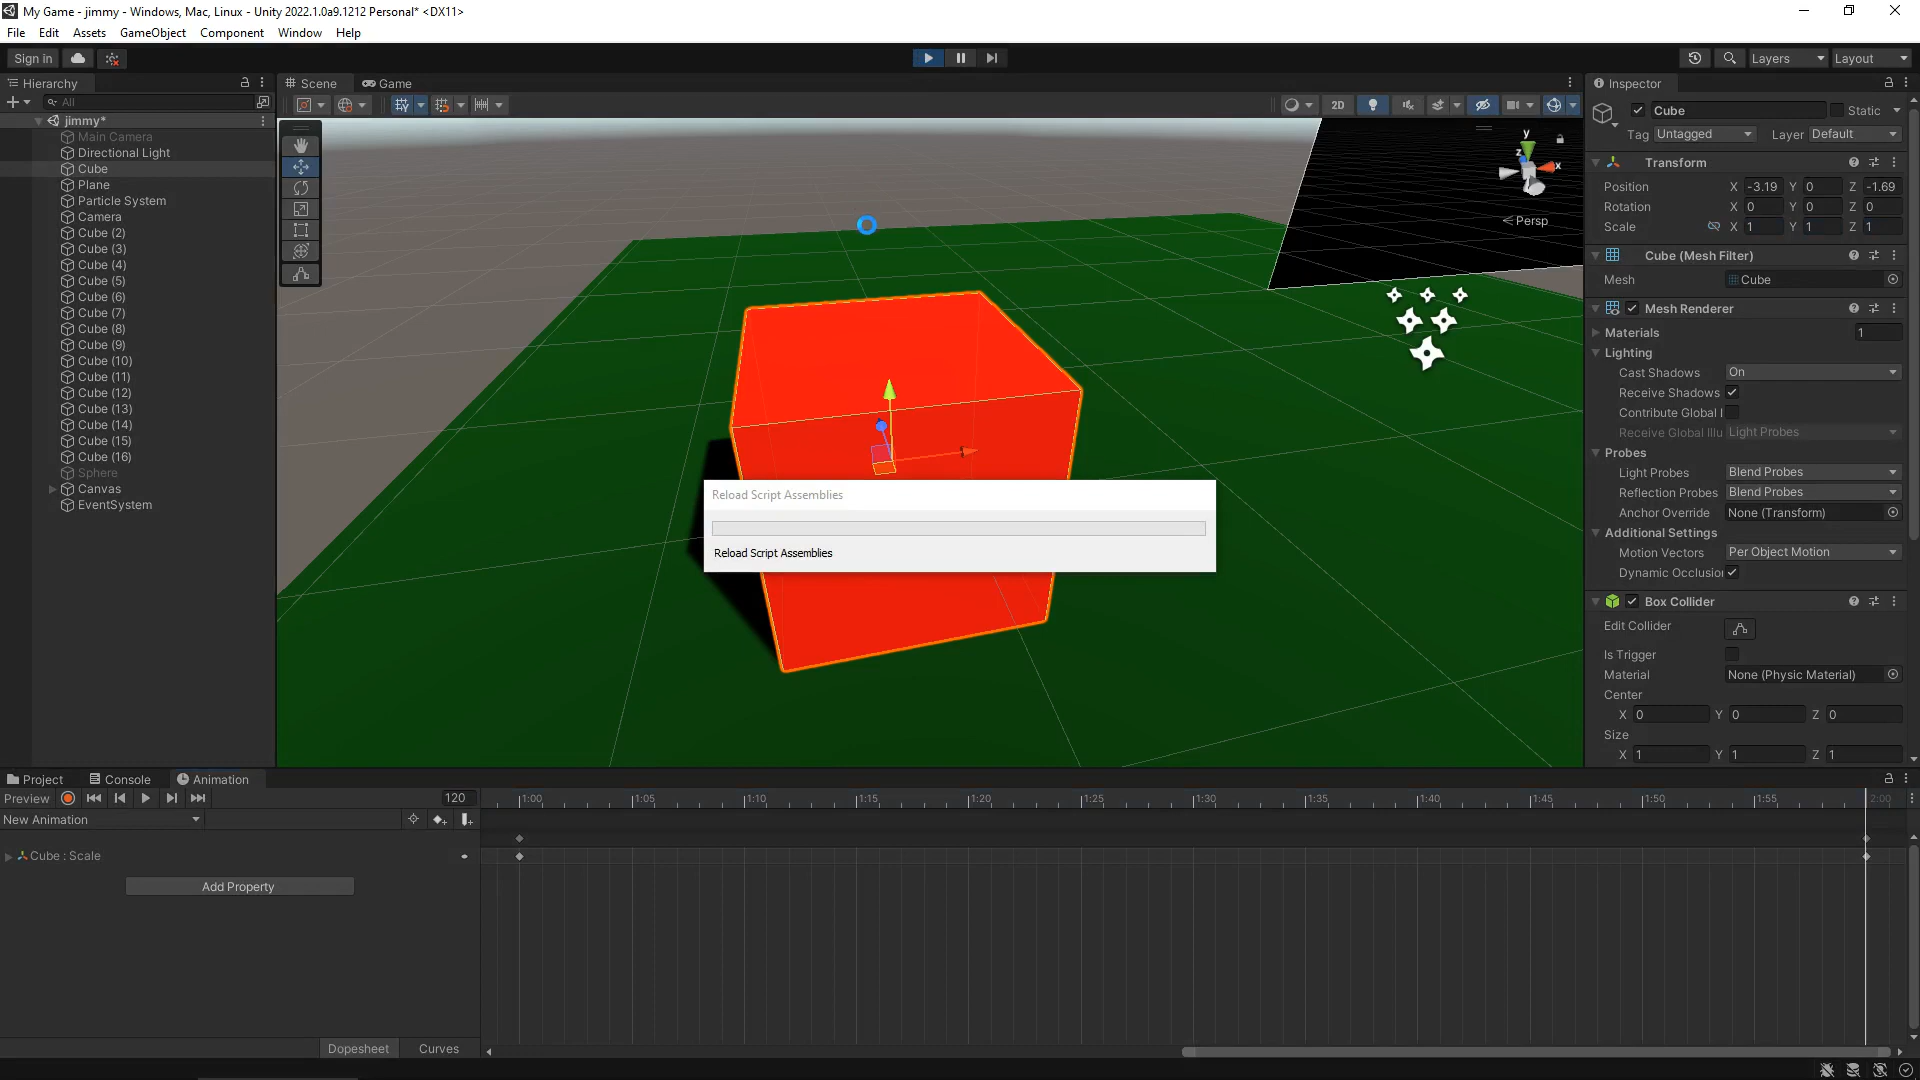 My Game - jimmy - Windows, Mac, Linux - Unity 2022.1.0a9.1212 Personal* <DX11>
File Edit Assets GameObject Component Window Help
Sign in
Layers
Layout
Hierarchy
All
jimmy*
Main Camera
Directional Light
Cube
Plane
Particle System
Camera
Cube (2)
Cube (3)
Cube (4)
Cube (5)
Cube (6)
Cube (7)
Cube (8)
Cube (9)
Cube (10)
Cube (11)
Cube (12)
Cube (13)
Cube (14)
Cube (15)
Cube (16)
Sphere
Canvas
EventSystem
Scene Game
2D
y
z x
Persp
Reload Script Assemblies
Reload Script Assemblies
Inspector
Cube Static
Tag Untagged Layer Default
Transform
Position X -3.19 Y 0 Z -1.69
Rotation X 0 Y 0 Z 0
Scale X 1 Y 1 Z 1
Cube (Mesh Filter)
Mesh Cube
Mesh Renderer
Materials 1
Lighting
Cast Shadows On
Receive Shadows
Contribute Global I
Receive Global Illu Light Probes
Probes
Light Probes Blend Probes
Reflection Probes Blend Probes
Anchor Override None (Transform)
Additional Settings
Motion Vectors Per Object Motion
Dynamic Occlusion
Box Collider
Edit Collider
Is Trigger
Material None (Physic Material)
Center
X 0 Y 0 Z 0
Size
X 1 Y 1 Z 1
Project Console Animation
Preview 120 1:00 1:05 1:10 1:15 1:20 1:25 1:30 1:35 1:40 1:45 1:50 1:55 2:00
New Animation
Cube : Scale
Add Property
Dopesheet Curves